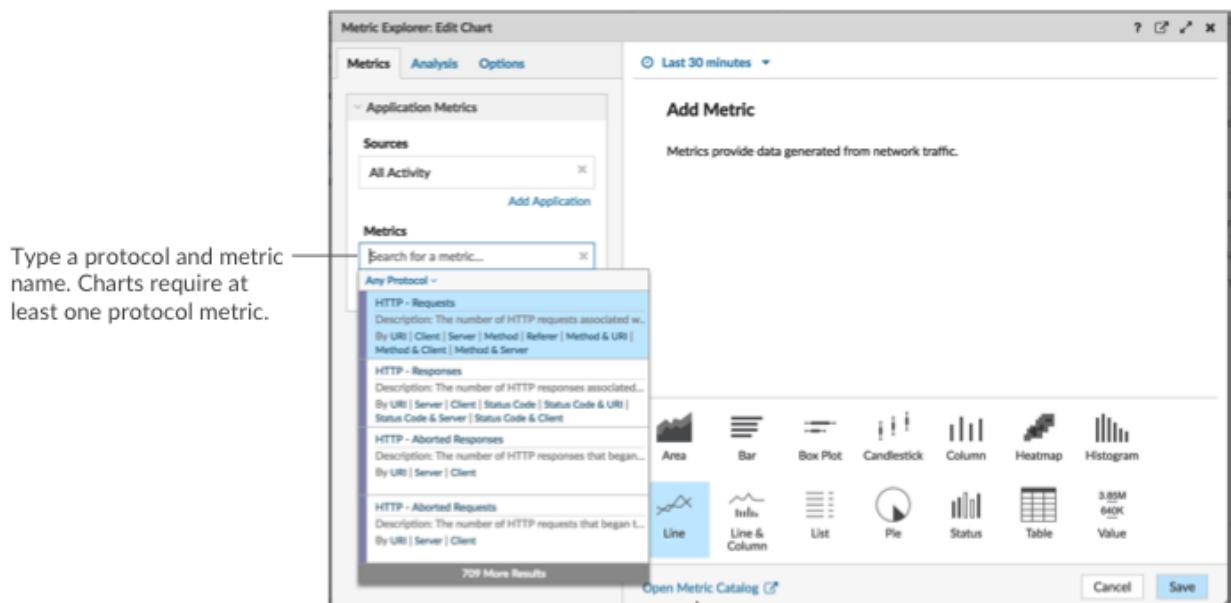 Metric Explorer: Edit Chart
?
Metrics Analysis Options
Application Metrics
Sources
All Activity
Add Application
Metrics
Search for a metric...
Any Protocol
HTTP - Requests
Description: The number of HTTP requests associated w...
By URI | Client | Server | Method | Referer | Method & URI |
Method & Client | Method & Server
HTTP - Responses
Description: The number of HTTP responses associated...
By URI | Server | Client | Status Code | Status Code & URI |
Status Code & Server | Status Code & Client
HTTP - Aborted Responses
Description: The number of HTTP responses that began...
By URI | Server | Client
HTTP - Aborted Requests
Description: The number of HTTP requests that began t...
By URI | Server | Client
709 More Results
Type a protocol and metric
name. Charts require at
least one protocol metric.
Last 30 minutes
Add Metric
Metrics provide data generated from network traffic.
Area Bar Box Plot Candlestick Column Heatmap Histogram
3.85M
640K
Line Line & Column List Pie Status Table Value
Open Metric Catalog
Cancel Save